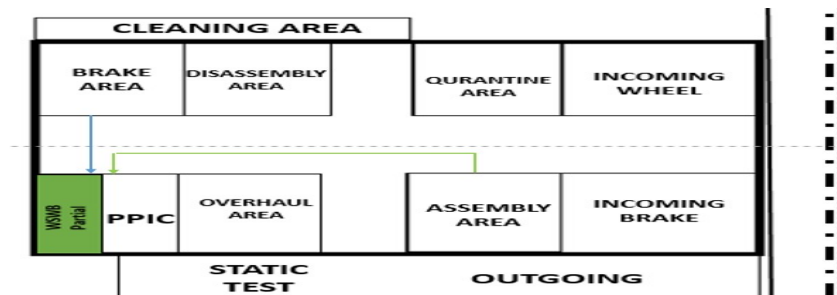 CLEANING AREA
BRAKE
AREA
DISASSEMBLY
AREA
QURANTINE
AREA
INCOMING
WHEEL
WSWB
Partial
PPIC
OVERHAUL
AREA
ASSEMBLY
AREA
INCOMING
BRAKE
STATIC
TEST
OUTGOING